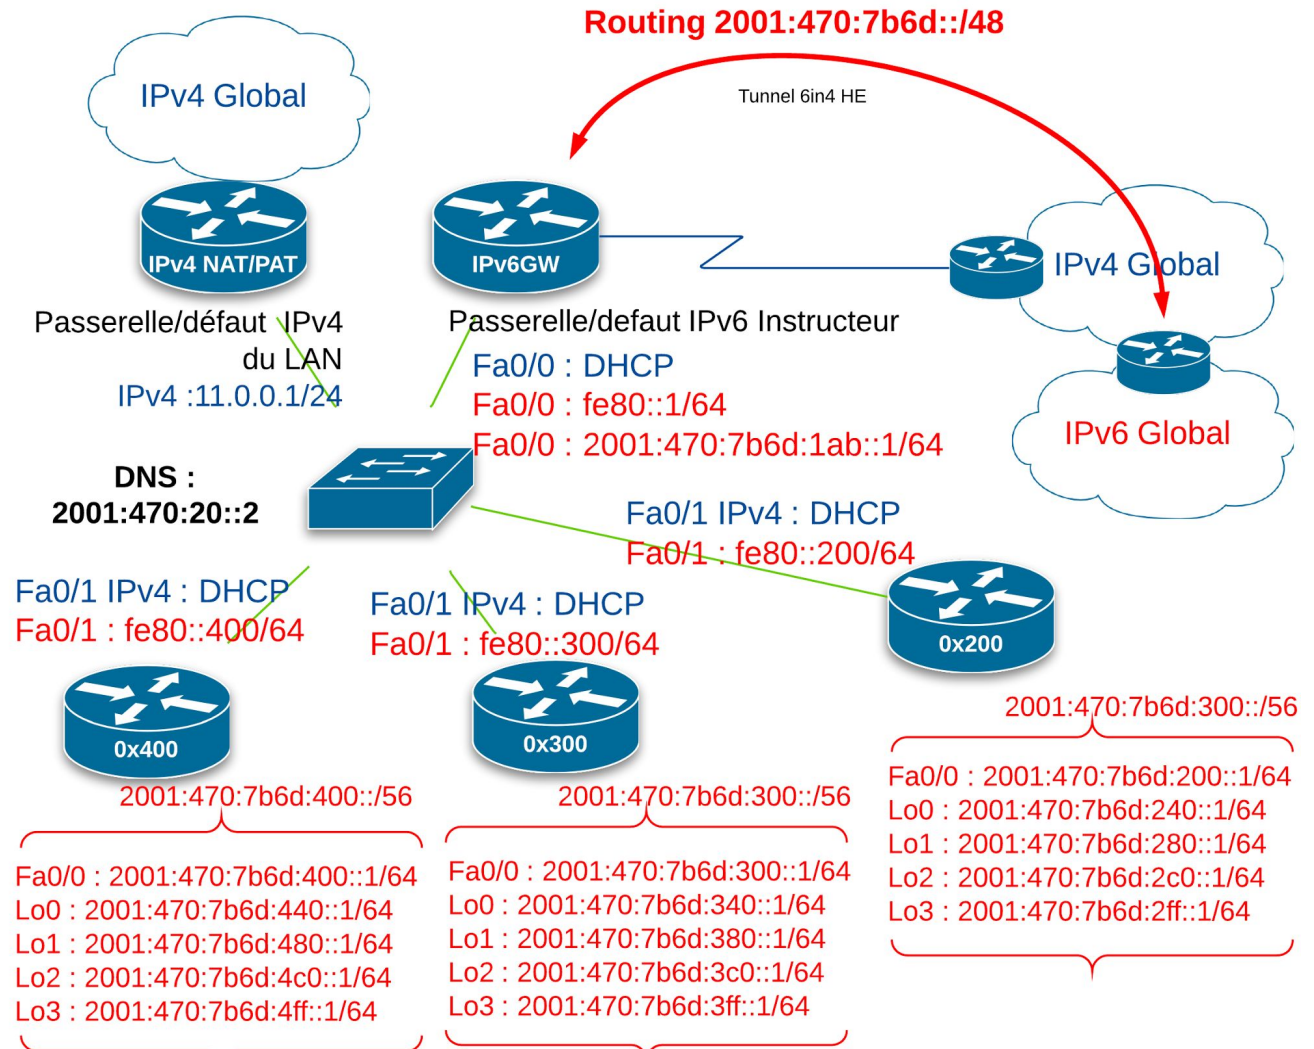 Routing 2001:470:7b6d::/48
IPv4 Global
Tunnel 6in4 HE
IPv4 NAT/PAT
IPv6GW
IPv4 Global
Passerelle/défaut IPv4
du LAN
IPv4 :11.0.0.1/24
Passerelle/defaut IPv6 Instructeur
Fa0/0 : DHCP
Fa0/0 : fe80::1/64
Fa0/0 : 2001:470:7b6d:1ab::1/64
IPv6 Global
DNS :
2001:470:20::2
Fa0/1 IPv4 : DHCP
Fa0/1 : fe80::200/64
Fa0/1 IPv4 : DHCP
Fa0/1 : fe80::400/64
Fa0/1 IPv4 : DHCP
Fa0/1 : fe80::300/64
0x200
0x400
0x300
2001:470:7b6d:300::/56
Fa0/0 : 2001:470:7b6d:200::1/64
Lo0 : 2001:470:7b6d:240::1/64
Lo1 : 2001:470:7b6d:280::1/64
Lo2 : 2001:470:7b6d:2c0::1/64
Lo3 : 2001:470:7b6d:2ff::1/64
2001:470:7b6d:400::/56
Fa0/0 : 2001:470:7b6d:400::1/64
Lo0 : 2001:470:7b6d:440::1/64
Lo1 : 2001:470:7b6d:480::1/64
Lo2 : 2001:470:7b6d:4c0::1/64
Lo3 : 2001:470:7b6d:4ff::1/64
2001:470:7b6d:300::/56
Fa0/0 : 2001:470:7b6d:300::1/64
Lo0 : 2001:470:7b6d:340::1/64
Lo1 : 2001:470:7b6d:380::1/64
Lo2 : 2001:470:7b6d:3c0::1/64
Lo3 : 2001:470:7b6d:3ff::1/64